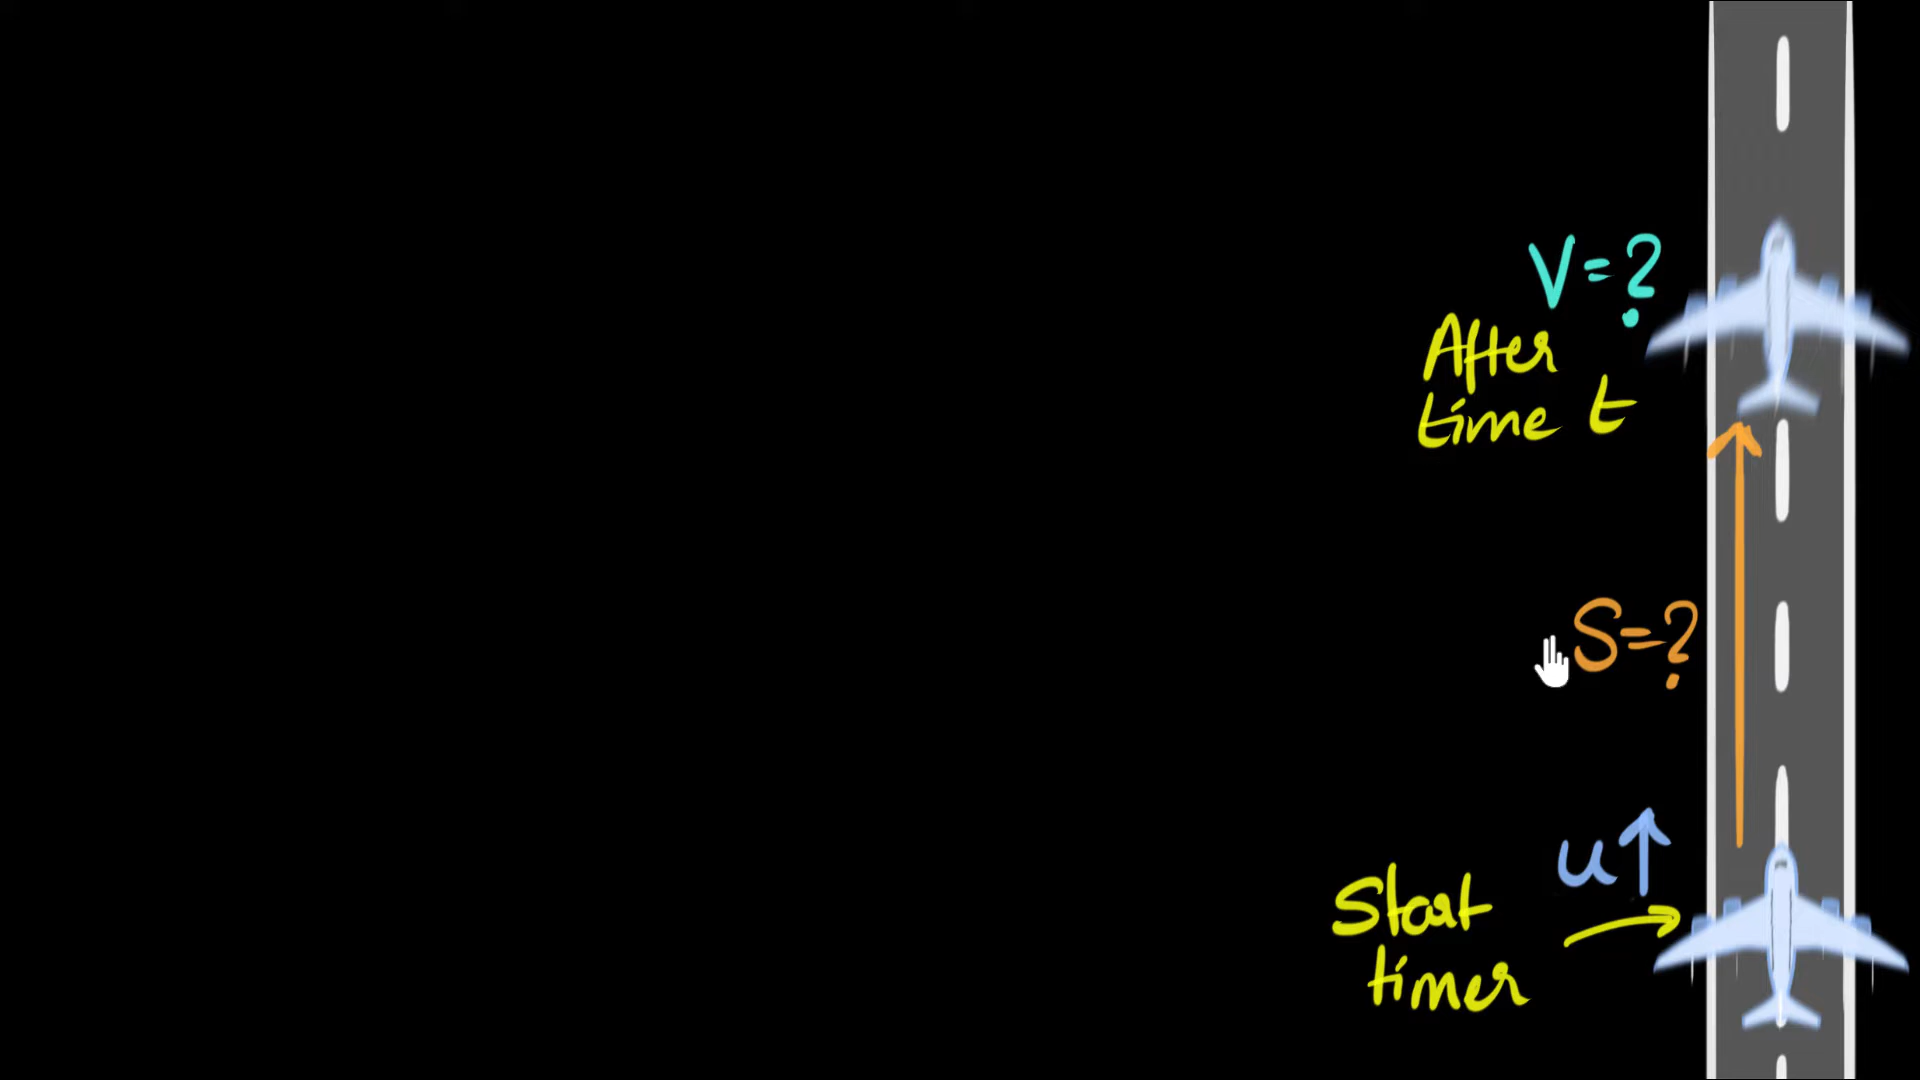 V=?
After
time t
S=?
u↑
Start
timer